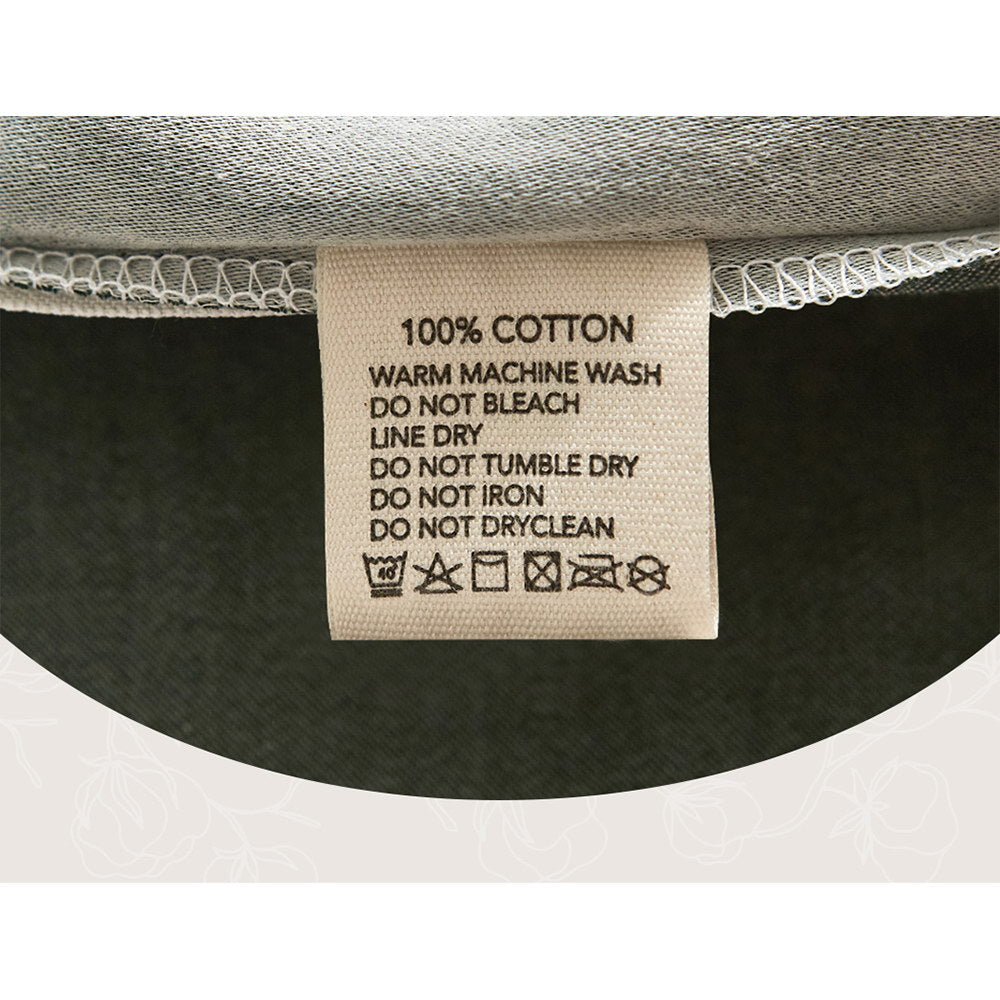 100% COTTON
WARM MACHINE WASH
DO NOT BLEACH
LINE DRY
DO NOT TUMBLE DRY
DO NOT IRON
DO NOT DRYCLEAN
40°